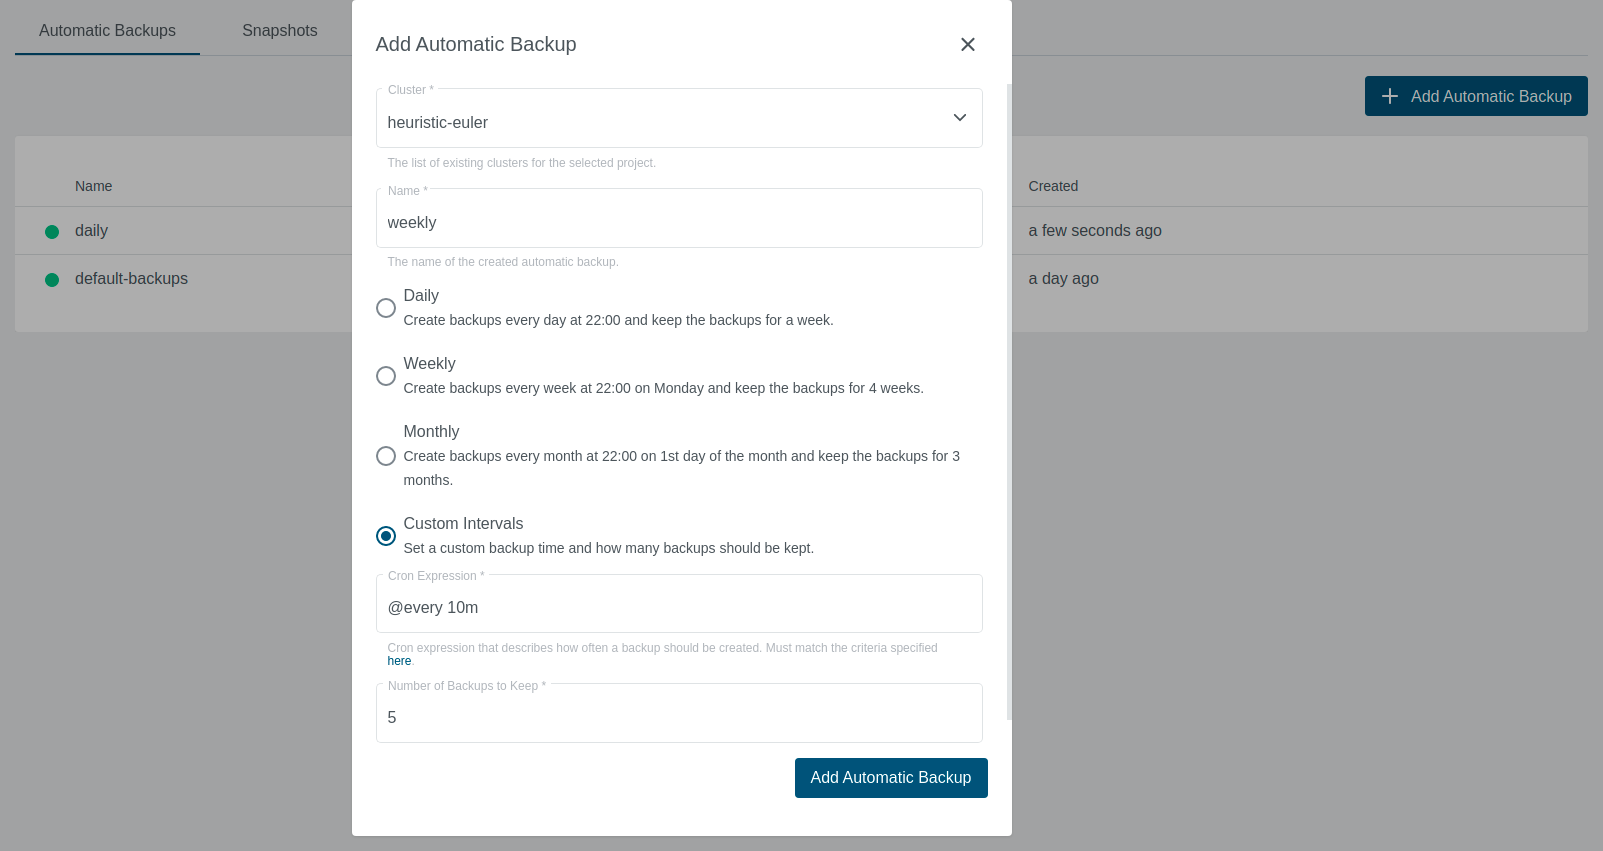 Automatic Backups
Snapshots
Add Automatic Backup
Name
Created
daily
a few seconds ago
default-backups
a day ago
Add Automatic Backup
Cluster *
heuristic-euler
The list of existing clusters for the selected project.
Name *
weekly
The name of the created automatic backup.
Daily
Create backups every day at 22:00 and keep the backups for a week.
Weekly
Create backups every week at 22:00 on Monday and keep the backups for 4 weeks.
Monthly
Create backups every month at 22:00 on 1st day of the month and keep the backups for 3
months.
Custom Intervals
Set a custom backup time and how many backups should be kept.
Cron Expression *
@every 10m
Cron expression that describes how often a backup should be created. Must match the criteria specified
here.
Number of Backups to Keep *
5
Add Automatic Backup